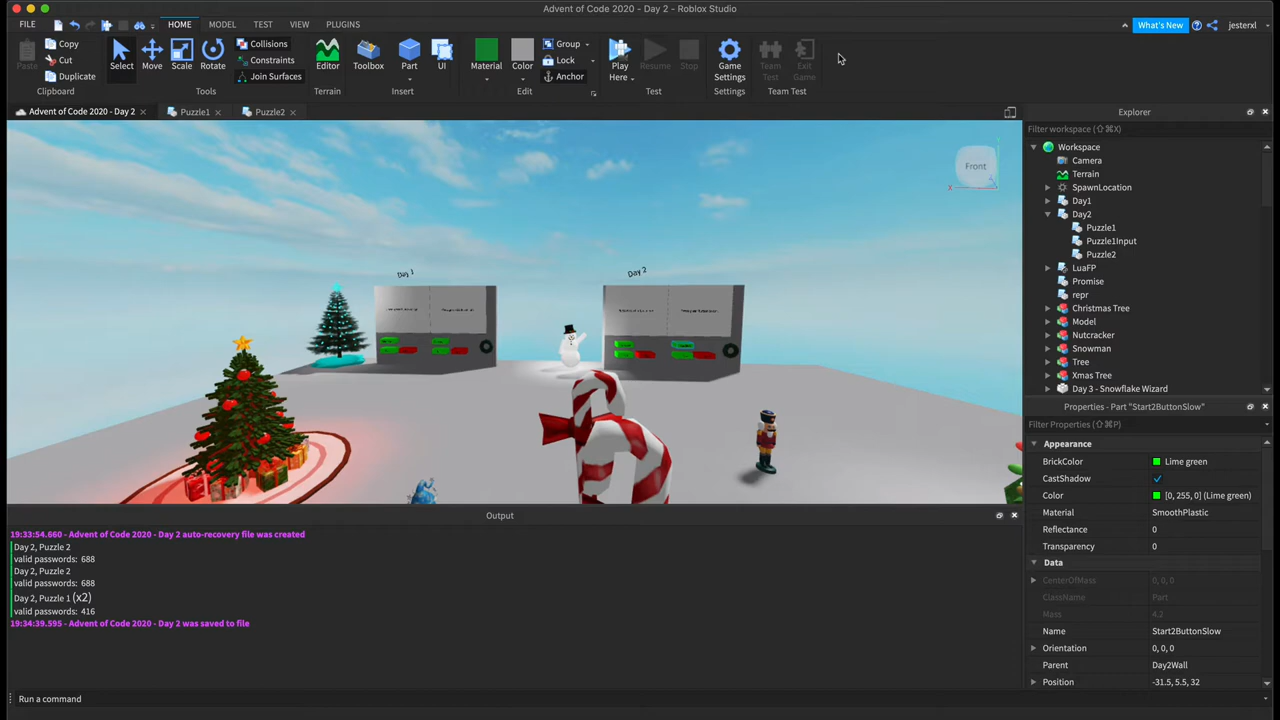 Advent of Code 2020 - Day 2 - Roblox Studio
FILE HOME MODEL TEST VIEW PLUGINS
What's New jesterxl
Paste Copy Cut Duplicate
Clipboard
Select Move Scale Rotate
Collisions
Constraints
Join Surfaces
Tools
Editor
Terrain
Toolbox Part UI
Insert
Material Color
Group
Lock
Anchor
Edit
Play Here Resume Stop
Test
Game Settings
Settings
Team Test Exit Game
Team Test
Advent of Code 2020 - Day 2 Puzzle1 Puzzle2
Day 1
Day 2
Front
X
Explorer
Filter workspace (⇧⌘X)
Workspace
Camera
Terrain
SpawnLocation
Day1
Day2
Puzzle1
Puzzle1Input
Puzzle2
LuaFP
Promise
repr
Christmas Tree
Model
Nutcracker
Snowman
Tree
Xmas Tree
Day 3 - Snowflake Wizard
Properties - Part "Start2ButtonSlow"
Filter Properties (⇧⌘P)
Appearance
BrickColor Lime green
CastShadow
Color [0, 255, 0] (Lime green)
Material SmoothPlastic
Reflectance 0
Transparency 0
Data
CenterOfMass 0, 0, 0
ClassName Part
Mass 4.2
Name Start2ButtonSlow
Orientation 0, 0, 0
Parent Day2Wall
Position -31.5, 5.5, 32
Output
19:33:54.660 - Advent of Code 2020 - Day 2 auto-recovery file was created
Day 2, Puzzle 2
valid passwords: 688
Day 2, Puzzle 2
valid passwords: 688
Day 2, Puzzle 1 (x2)
valid passwords: 416
19:34:39.595 - Advent of Code 2020 - Day 2 was saved to file
Run a command